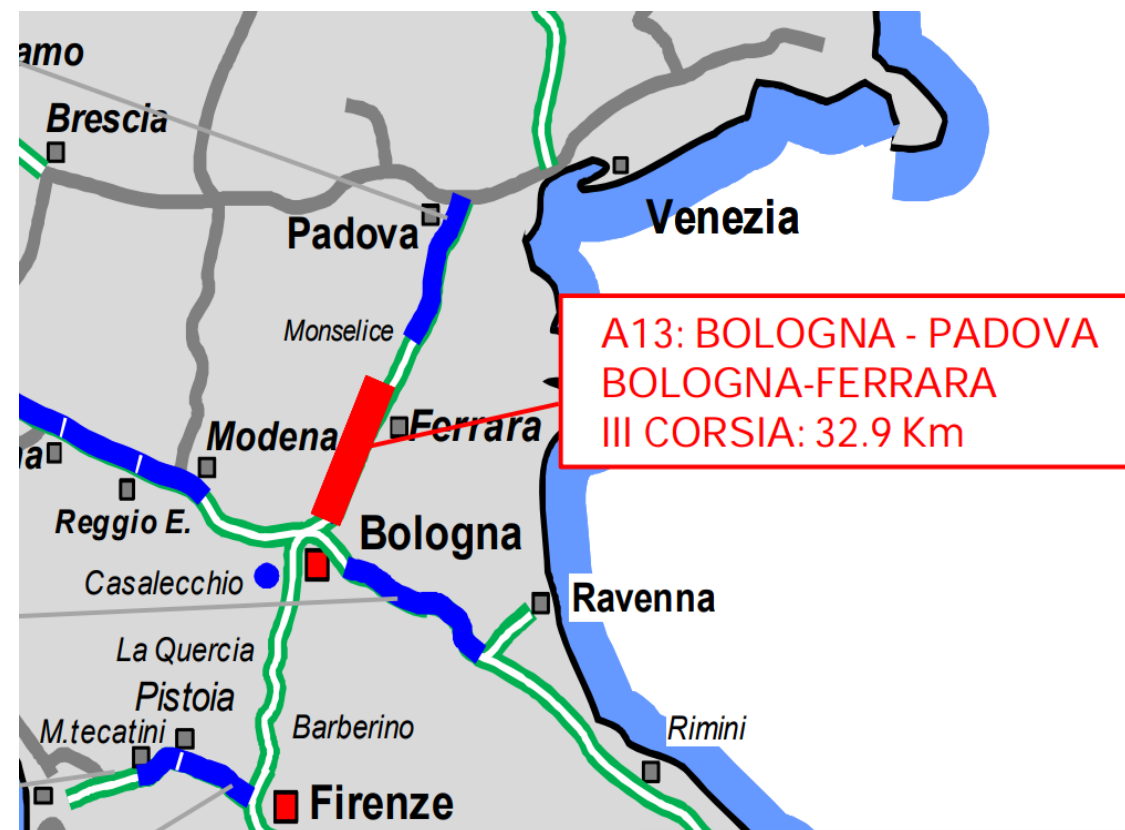 amo
Brescia
Venezia
Padova
Monselice
A13: BOLOGNA - PADOVA
BOLOGNA-FERRARA
III CORSIA: 32.9 Km
Ferrara
Modena
na
Reggio E.
Bologna
Casalecchio
Ravenna
La Quercia
Pistoia
M.tecatini
Barberino
Rimini
Firenze